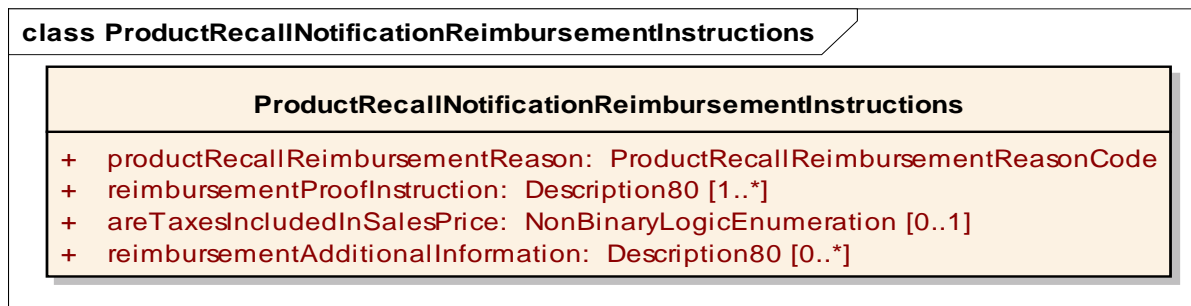 class ProductRecallNotificationReimbursementInstructions
ProductRecallNotificationReimbursementInstructions
+ productRecallReimbursementReason: ProductRecallReimbursementReasonCode
+ reimbursementProofInstruction: Description80 [1..*]
+ areTaxesIncludedInSalesPrice: NonBinaryLogicEnumeration [0..1]
+ reimbursementAdditionalInformation: Description80 [0..*]